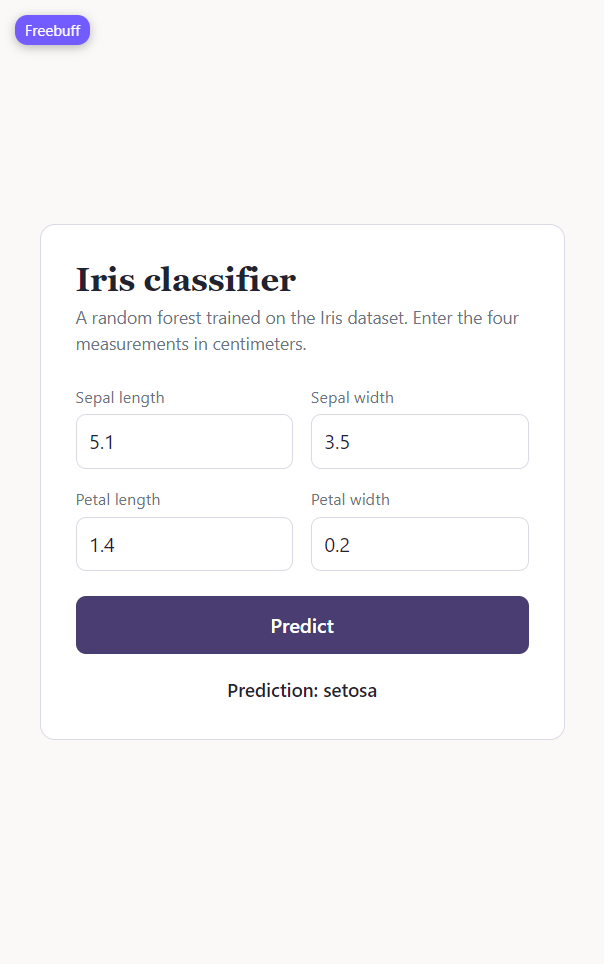 Freebuff
Iris classifier
A random forest trained on the Iris dataset. Enter the four
measurements in centimeters.
Sepal length
Sepal width
5.1
3.5
Petal length
Petal width
1.4
0.2
Predict
Prediction: setosa